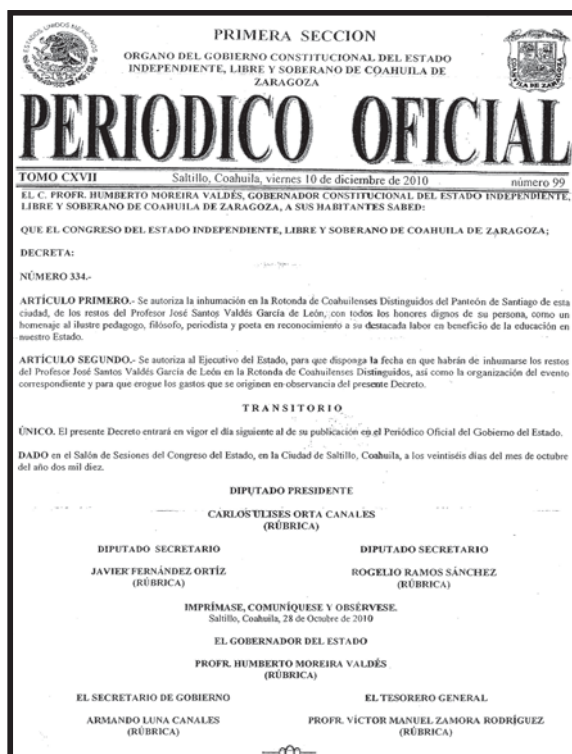 ESTADOS UNIDOS MEXICANOS
PRIMERA SECCION
ORGANO DEL GOBIERNO CONSTITUCIONAL DEL ESTADO
INDEPENDIENTE, LIBRE Y SOBERANO DE COAHUILA DE
ZARAGOZA
COAHUILA DE ZARAGOZA
PERIODICO OFICIAL
TOMO CXVII Saltillo, Coahuila, viernes 10 de diciembre de 2010 número 99
EL C. PROFR. HUMBERTO MOREIRA VALDÉS, GOBERNADOR CONSTITUCIONAL DEL ESTADO INDEPENDIENTE,
LIBRE Y SOBERANO DE COAHUILA DE ZARAGOZA, A SUS HABITANTES SABED:
QUE EL CONGRESO DEL ESTADO INDEPENDIENTE, LIBRE Y SOBERANO DE COAHUILA DE ZARAGOZA;
DECRETA:
NÚMERO 334.-
ARTÍCULO PRIMERO.- Se autoriza la inhumación en la Rotonda de Coahuilenses Distinguidos del Panteón de Santiago de esta
ciudad, de los restos del Profesor José Santos Valdés García de León, con todos los honores dignos de su persona, como un
homenaje al ilustre pedagogo, filósofo, periodista y poeta en reconocimiento a su destacada labor en beneficio de la educación en
nuestro Estado.
ARTÍCULO SEGUNDO.- Se autoriza al Ejecutivo del Estado, para que disponga la fecha en que habrán de inhumarse los restos
del Profesor José Santos Valdés García de León en la Rotonda de Coahuilenses Distinguidos, así como la organización del evento
correspondiente y para que erogue los gastos que se originen en observancia del presente Decreto.
TRANSITORIO
ÚNICO. El presente Decreto entrará en vigor el día siguiente al de su publicación en el Periódico Oficial del Gobierno del Estado.
DADO en el Salón de Sesiones del Congreso del Estado, en la Ciudad de Saltillo, Coahuila, a los veintiséis días del mes de octubre
del año dos mil diez.
DIPUTADO PRESIDENTE
CARLOS ULISES ORTA CANALES
(RÚBRICA)
DIPUTADO SECRETARIO DIPUTADO SECRETARIO
JAVIER FERNÁNDEZ ORTÍZ ROGELIO RAMOS SÁNCHEZ
(RÚBRICA) (RÚBRICA)
IMPRÍMASE, COMUNÍQUESE Y OBSÉRVESE.
Saltillo, Coahuila, 28 de Octubre de 2010
EL GOBERNADOR DEL ESTADO
PROFR. HUMBERTO MOREIRA VALDÉS
(RÚBRICA)
EL SECRETARIO DE GOBIERNO EL TESORERO GENERAL
ARMANDO LUNA CANALES PROFR. VÍCTOR MANUEL ZAMORA RODRÍGUEZ
(RÚBRICA) (RÚBRICA)